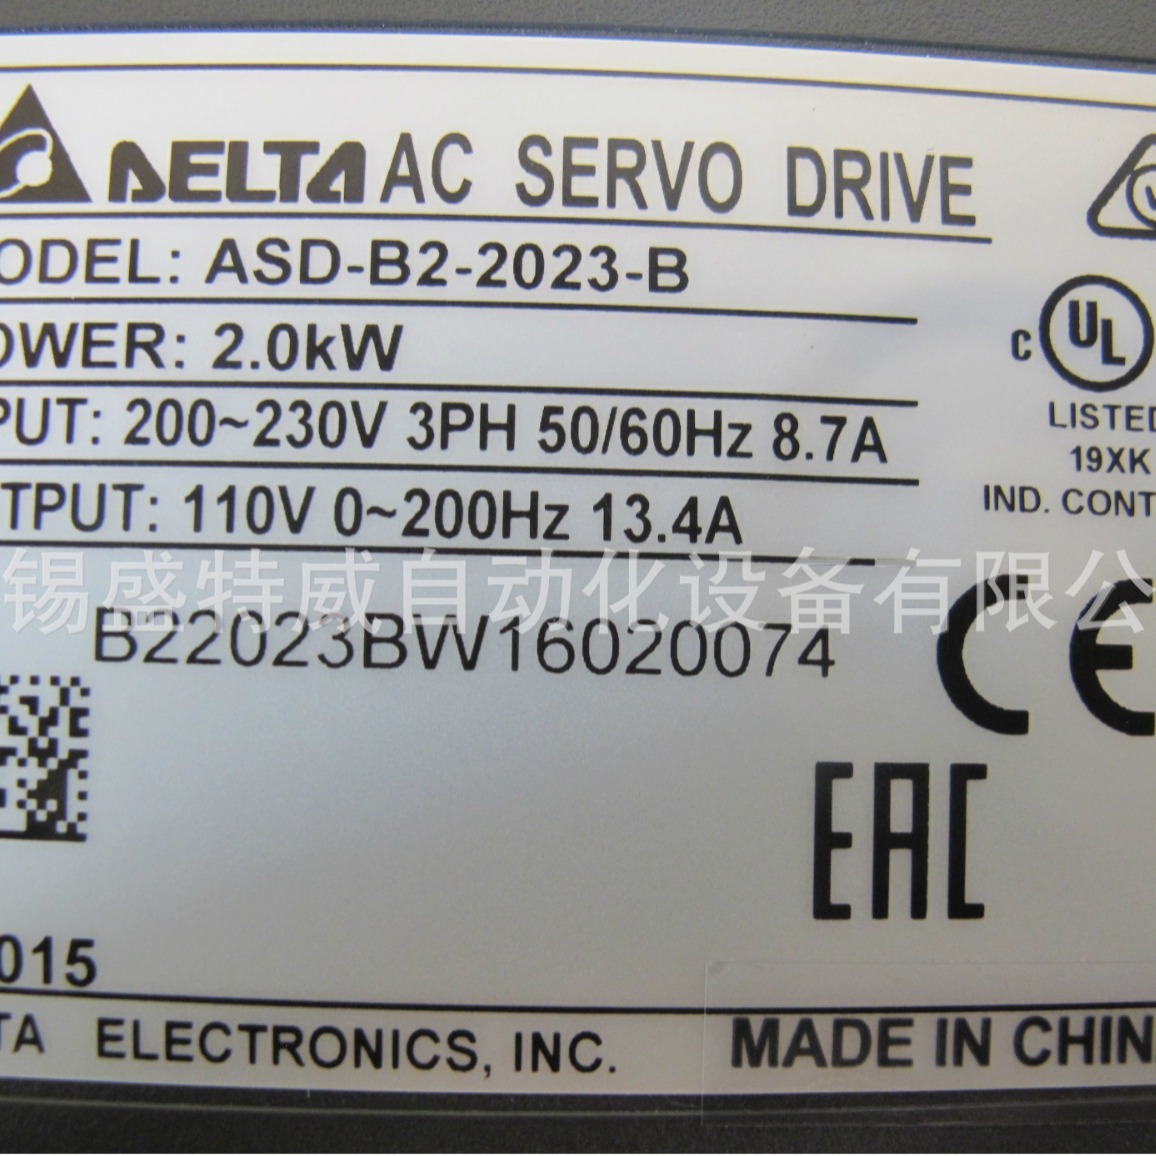 DELTA AC SERVO DRIVE
ODEL: ASD-B2-2023-B
OWER: 2.0kW
PUT: 200~230V 3PH 50/60Hz 8.7A
TPUT: 110V 0~200Hz 13.4A
c UL
LISTED
19XK
IND. CONT
锡盛特威自动化设备有限公
B22023BW16020074
CE
EAC
015
TA ELECTRONICS, INC.
MADE IN CHIN